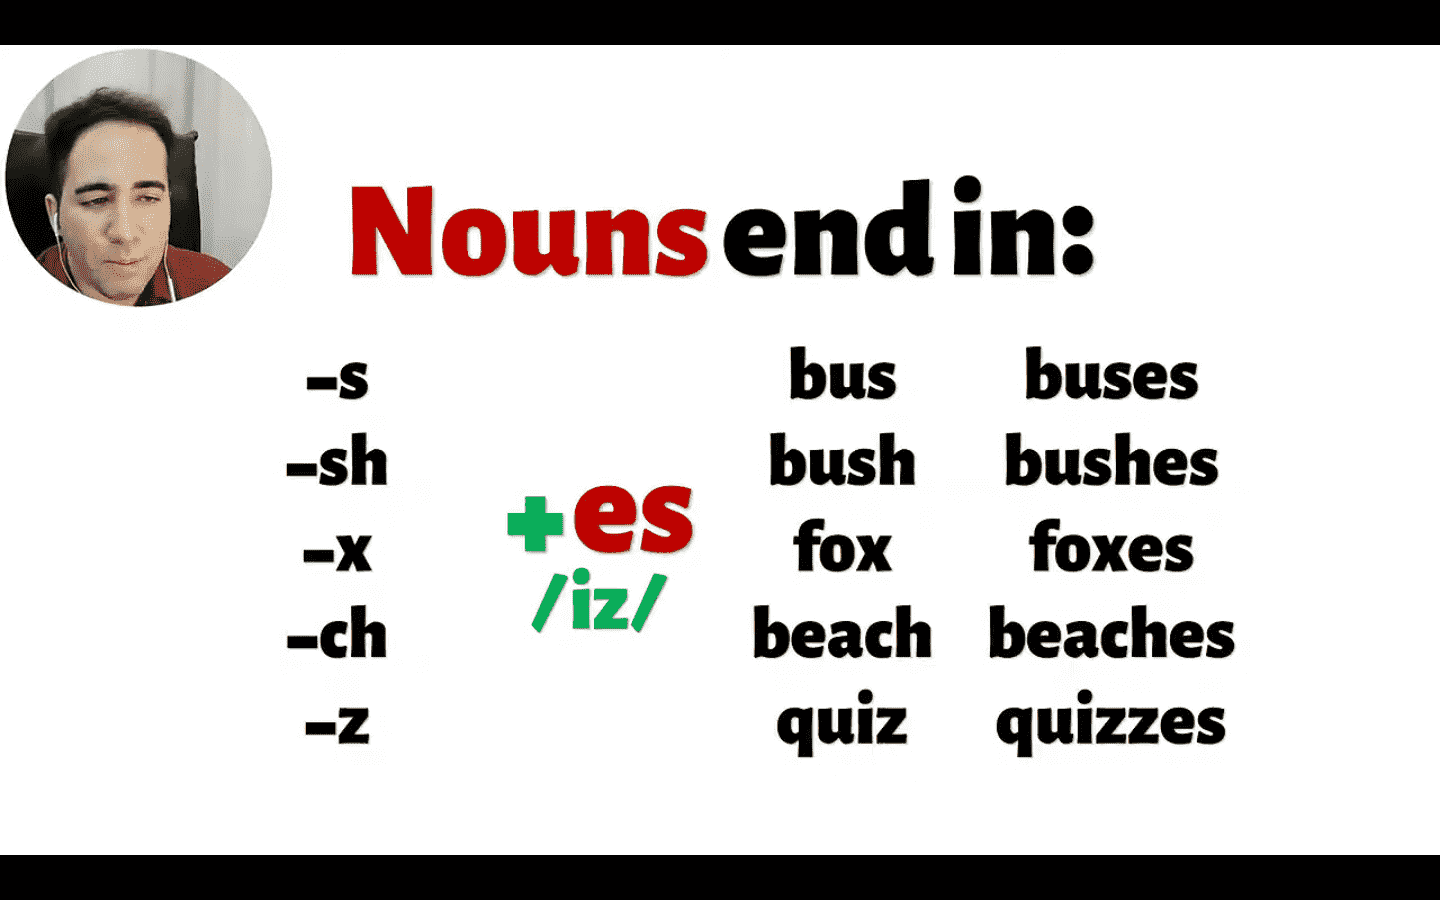 Nouns end in:
–s bus buses
–sh bush bushes
+es
–x fox foxes
/iz/
–ch beach beaches
–z quiz quizzes